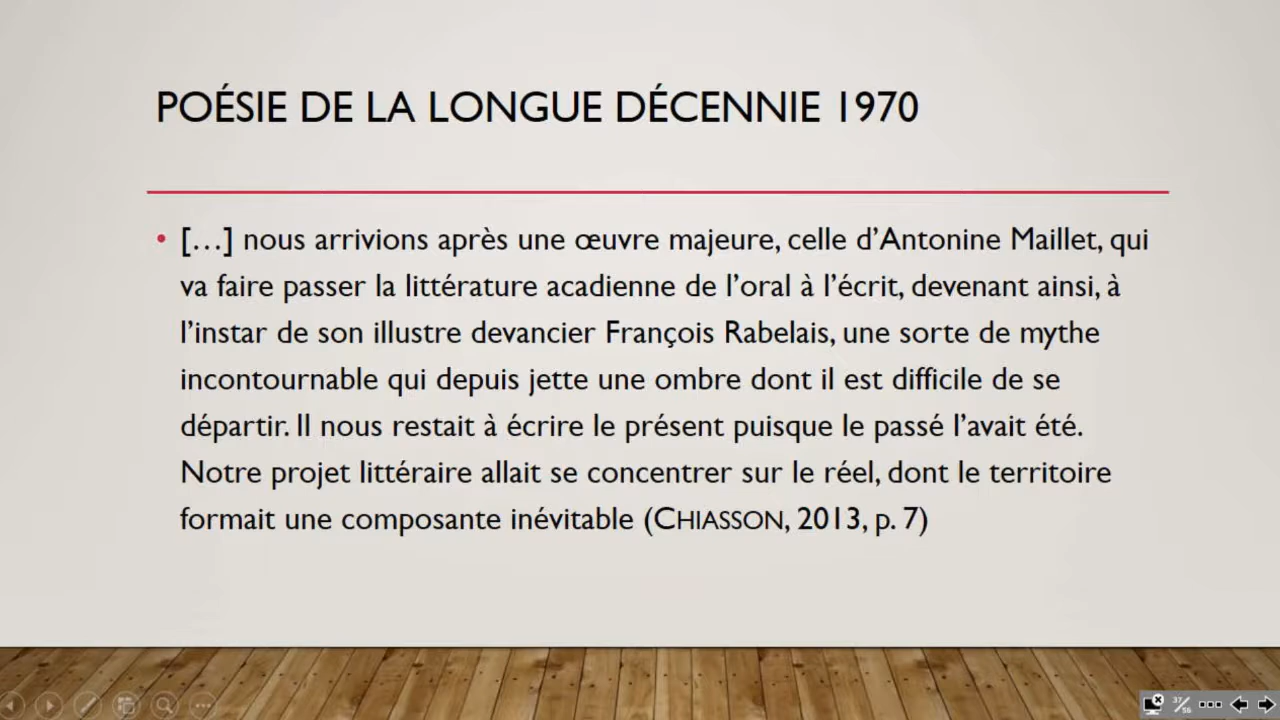 POÉSIE DE LA LONGUE DÉCENNIE 1970
• […] nous arrivions après une œuvre majeure, celle d’Antonine Maillet, qui
va faire passer la littérature acadienne de l’oral à l’écrit, devenant ainsi, à
l’instar de son illustre devancier François Rabelais, une sorte de mythe
incontournable qui depuis jette une ombre dont il est difficile de se
départir. Il nous restait à écrire le présent puisque le passé l’avait été.
Notre projet littéraire allait se concentrer sur le réel, dont le territoire
formait une composante inévitable (CHIASSON, 2013, p. 7)
37/56